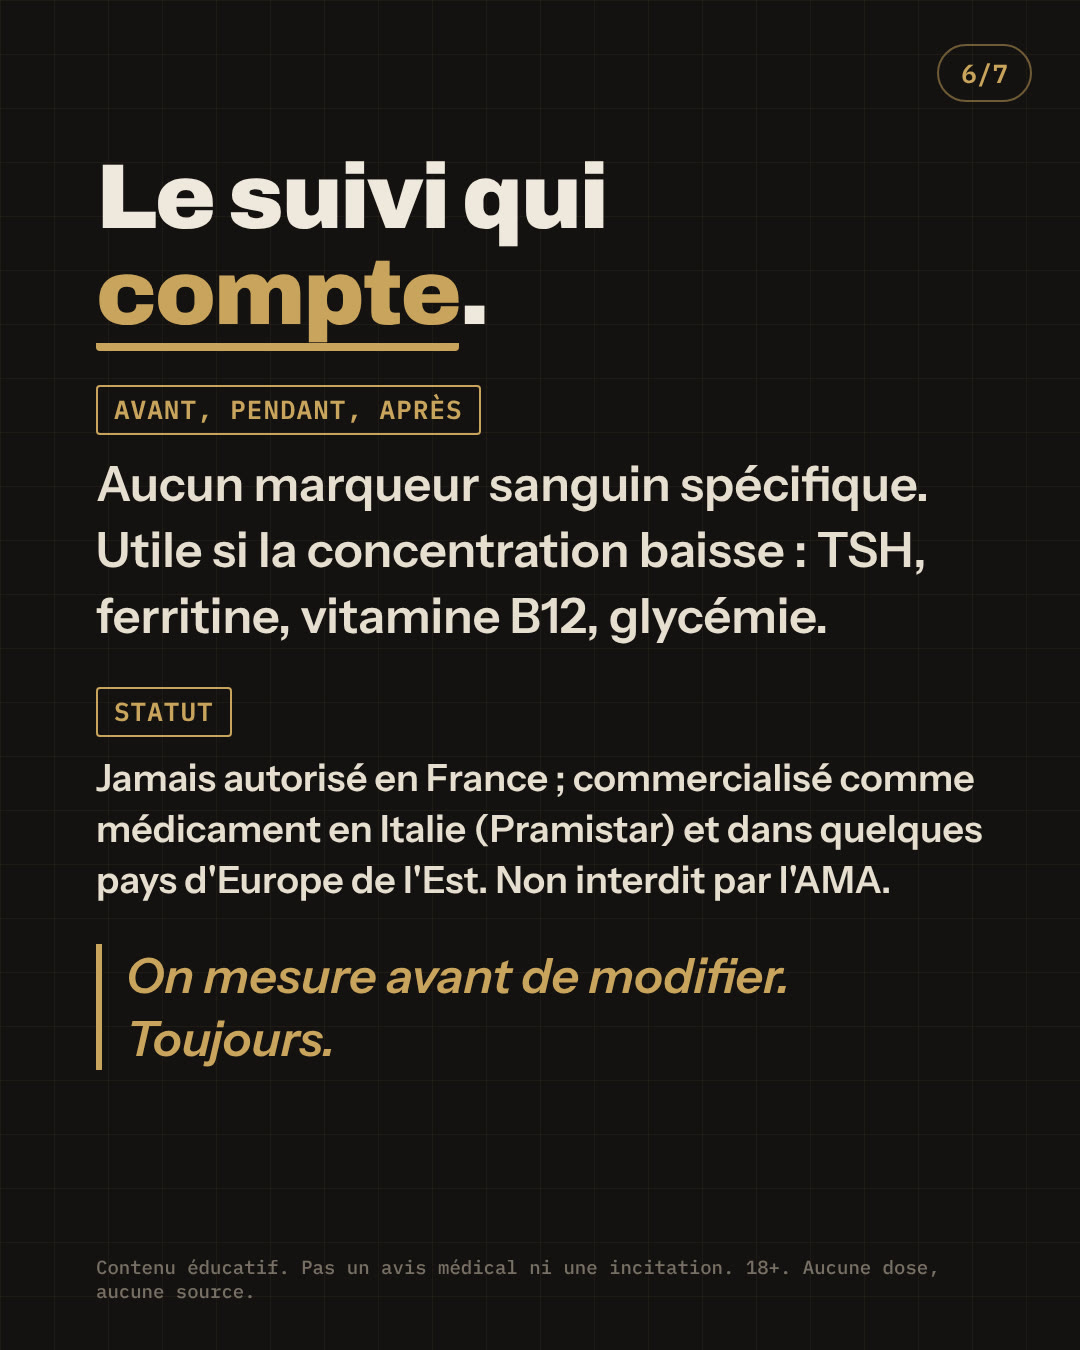 6/7
Le suivi qui
compte.
AVANT, PENDANT, APRÈS
Aucun marqueur sanguin spécifique.
Utile si la concentration baisse : TSH,
ferritine, vitamine B12, glycémie.
STATUT
Jamais autorisé en France ; commercialisé comme
médicament en Italie (Pramistar) et dans quelques
pays d'Europe de l'Est. Non interdit par l'AMA.
On mesure avant de modifier.
Toujours.
Contenu éducatif. Pas un avis médical ni une incitation. 18+. Aucune dose,
aucune source.